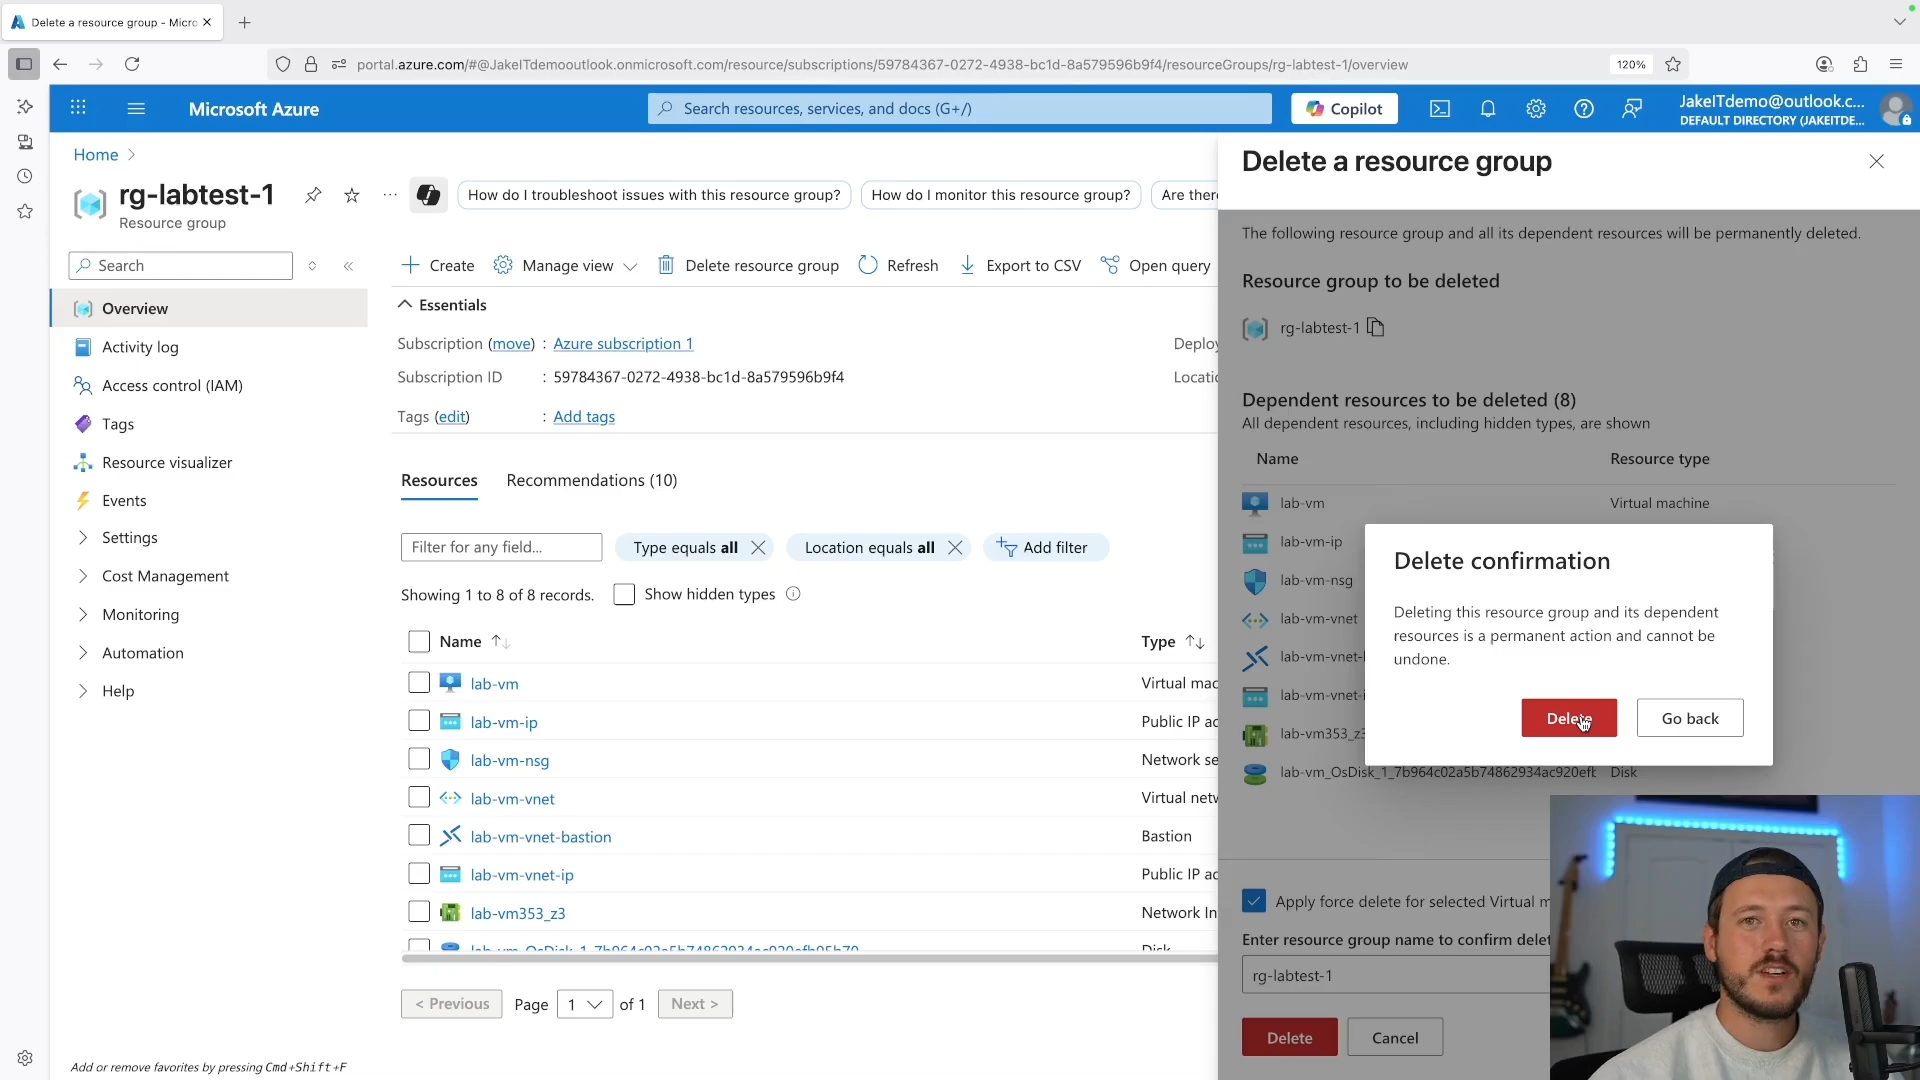 Delete a resource group - Micro
portal.azure.com/#@JakeITdemooutlook.onmicrosoft.com/resource/subscriptions/59784367-0272-4938-bc1d-8a579596b9f4/resourceGroups/rg-labtest-1/overview
120%
Microsoft Azure
Search resources, services, and docs (G+/)
Copilot
JakeITdemo@outlook.c...
DEFAULT DIRECTORY (JAKEITDE...
Home
rg-labtest-1
Resource group
How do I troubleshoot issues with this resource group?
How do I monitor this resource group?
Are there
Search
Overview
Activity log
Access control (IAM)
Tags
Resource visualizer
Events
Settings
Cost Management
Monitoring
Automation
Help
Add or remove favorites by pressing Cmd+Shift+F
Create
Manage view
Delete resource group
Refresh
Export to CSV
Open query
Essentials
Subscription (move) : Azure subscription 1
Subscription ID : 59784367-0272-4938-bc1d-8a579596b9f4
Tags (edit) : Add tags
Deploy
Locatio
Resources
Recommendations (10)
Filter for any field...
Type equals all
Location equals all
Add filter
Showing 1 to 8 of 8 records.
Show hidden types
Name
Type
lab-vm
Virtual mac
lab-vm-ip
Public IP ac
lab-vm-nsg
Network se
lab-vm-vnet
Virtual netw
lab-vm-vnet-bastion
Bastion
lab-vm-vnet-ip
Public IP ac
lab-vm353_z3
Network In
Disk
< Previous
Page 1 of 1
Next >
Delete a resource group
The following resource group and all its dependent resources will be permanently deleted.
Resource group to be deleted
rg-labtest-1
Dependent resources to be deleted (8)
All dependent resources, including hidden types, are shown
Name
Resource type
lab-vm
Virtual machine
lab-vm-ip
lab-vm-nsg
lab-vm-vnet
lab-vm-vnet-
lab-vm-vnet-i
lab-vm353_z3
lab-vm_OsDisk_1_7b964c02a5b74862934ac920efb
Disk
Delete confirmation
Deleting this resource group and its dependent
resources is a permanent action and cannot be
undone.
Delete
Go back
Apply force delete for selected Virtual m
Enter resource group name to confirm delet
rg-labtest-1
Delete
Cancel